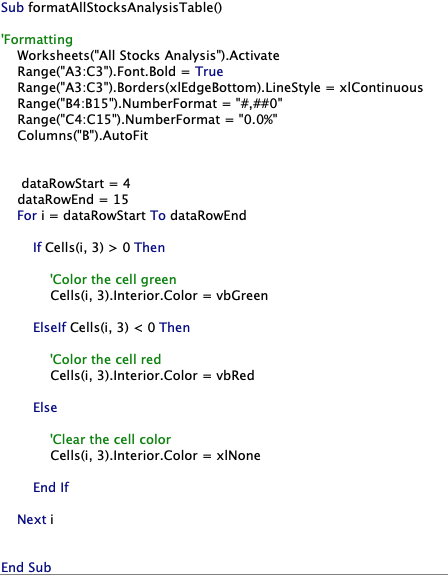 Sub formatAllStocksAnalysisTable()
'Formatting
Worksheets("All Stocks Analysis").Activate
Range("A3:C3").Font.Bold = True
Range("A3:C3").Borders(xlEdgeBottom).LineStyle = xlContinuous
Range("B4:B15").NumberFormat = "#,##0"
Range("C4:C15").NumberFormat = "0.0%"
Columns("B").AutoFit
dataRowStart = 4
dataRowEnd = 15
For i = dataRowStart To dataRowEnd
If Cells(i, 3) > 0 Then
'Color the cell green
Cells(i, 3).Interior.Color = vbGreen
ElseIf Cells(i, 3) < 0 Then
'Color the cell red
Cells(i, 3).Interior.Color = vbRed
Else
'Clear the cell color
Cells(i, 3).Interior.Color = xlNone
End If
Next i
End Sub